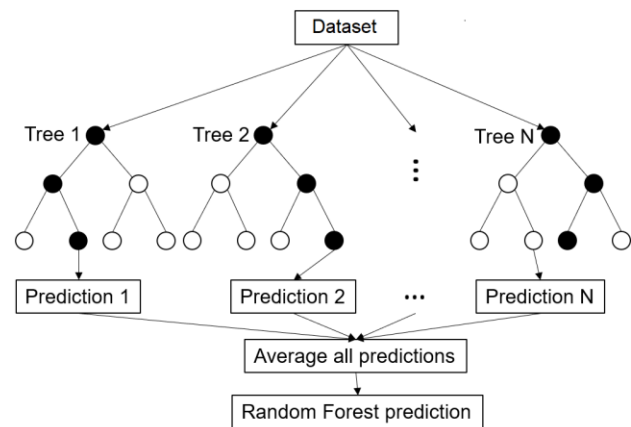 Dataset
Tree 1
Tree 2
Tree N
Prediction 1
Prediction 2
...
Prediction N
Average all predictions
Random Forest prediction